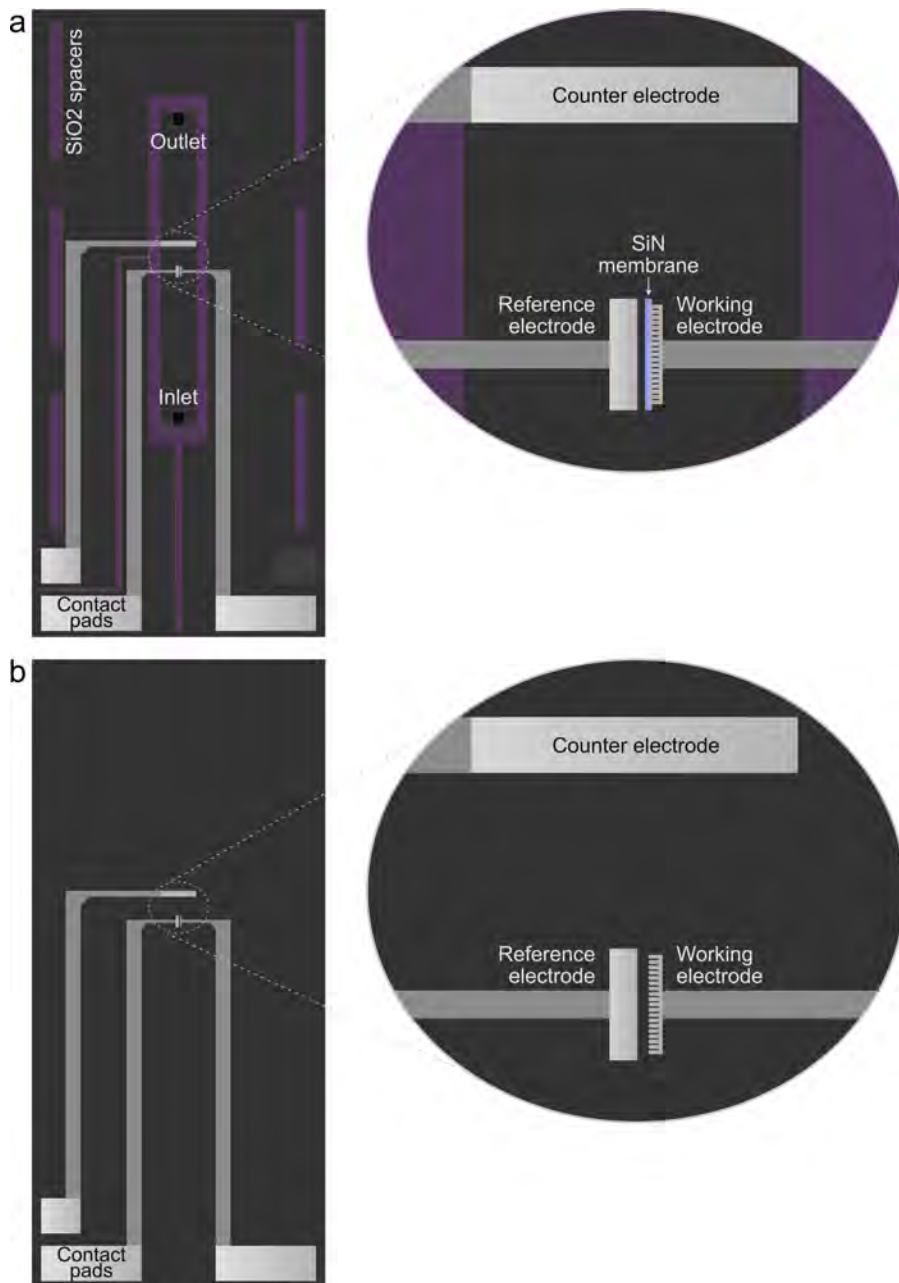 a
SiO2 spacers
Outlet
Inlet
Contact
pads
Counter electrode
SiN
membrane
Reference
electrode
Working
electrode
b
Contact
pads
Counter electrode
Reference
electrode
Working
electrode